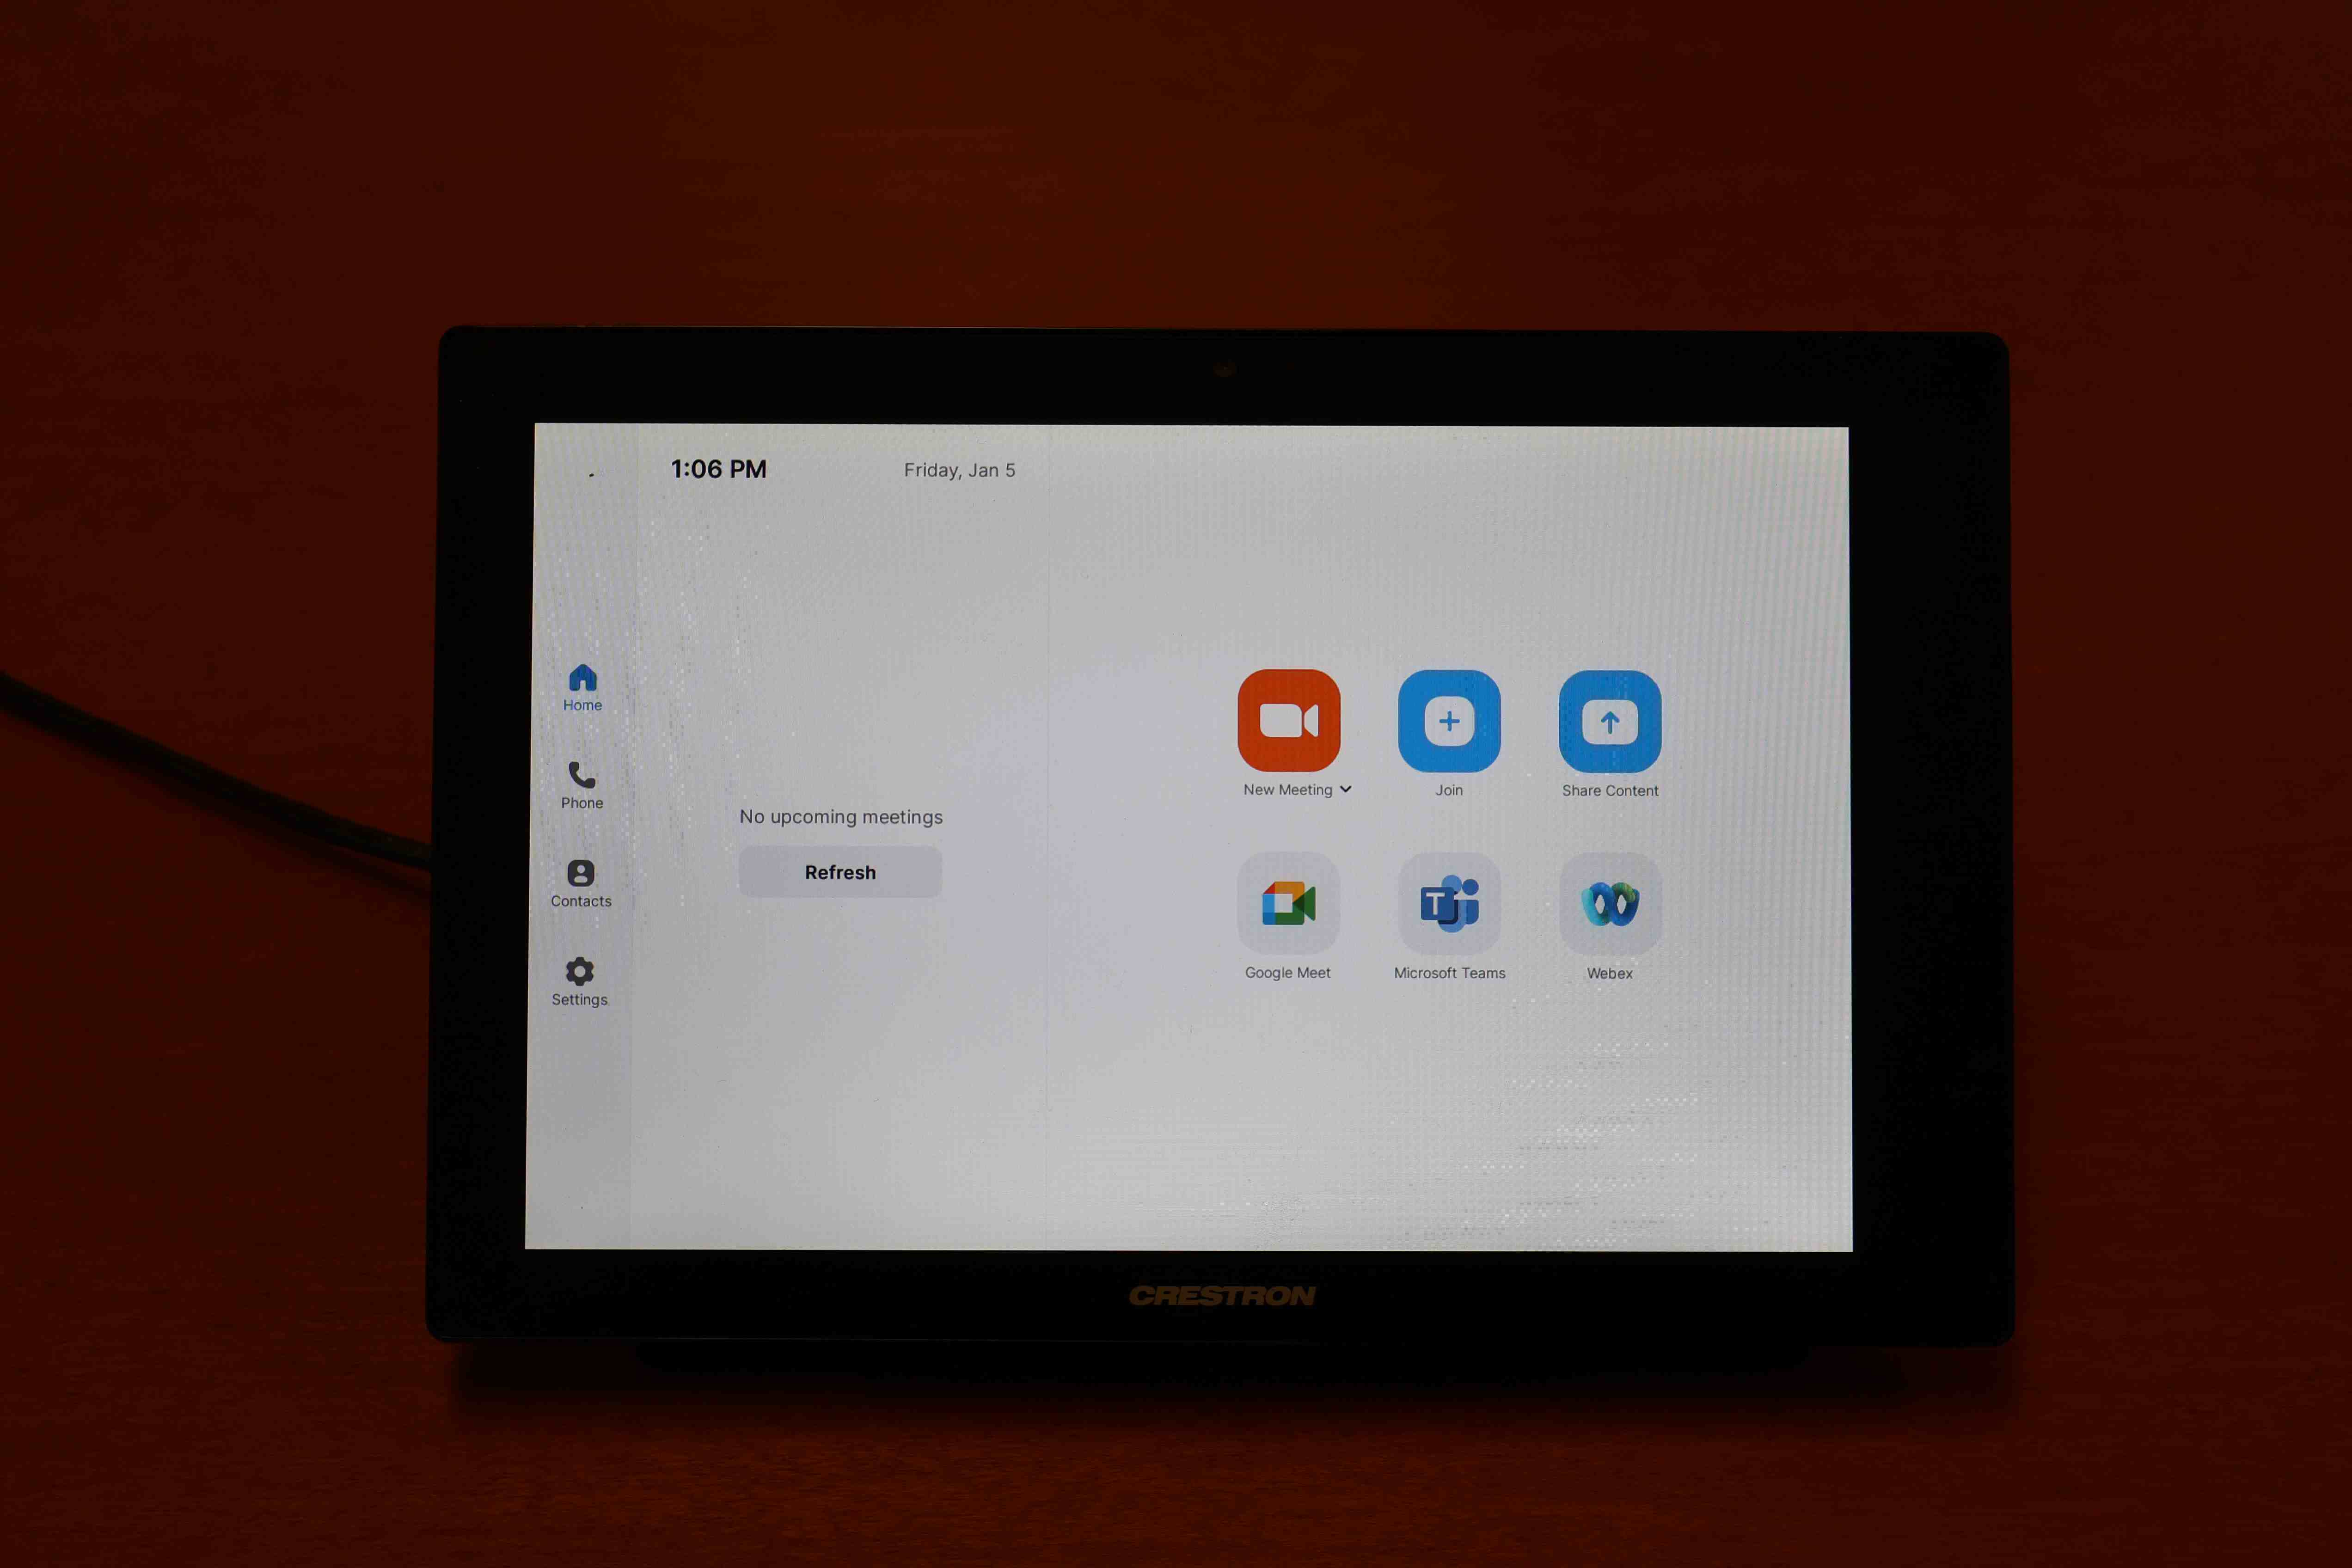 1:06 PM
Friday, Jan 5
Home
Phone
Contacts
Settings
No upcoming meetings
Refresh
New Meeting
Join
Share Content
T
Google Meet
Microsoft Teams
Webex
CRESTRON